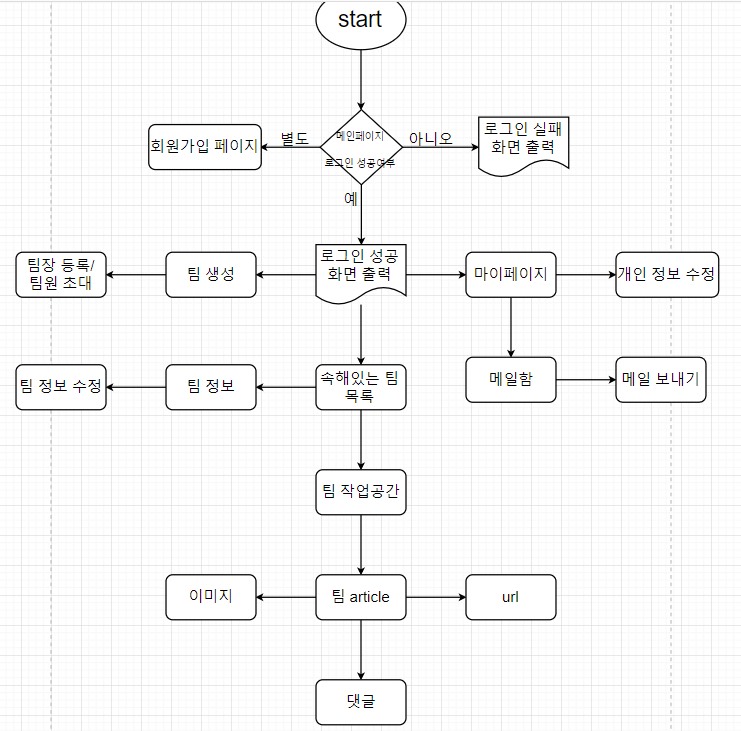 start
메인페이지
로그인 성공여부
별도
아니오
예
회원가입 페이지
로그인 실패
화면 출력
팀장 등록/
팀원 초대
팀 생성
로그인 성공
화면 출력
마이페이지
개인 정보 수정
팀 정보 수정
팀 정보
속해있는 팀
목록
메일함
메일 보내기
팀 작업공간
이미지
팀 article
url
댓글